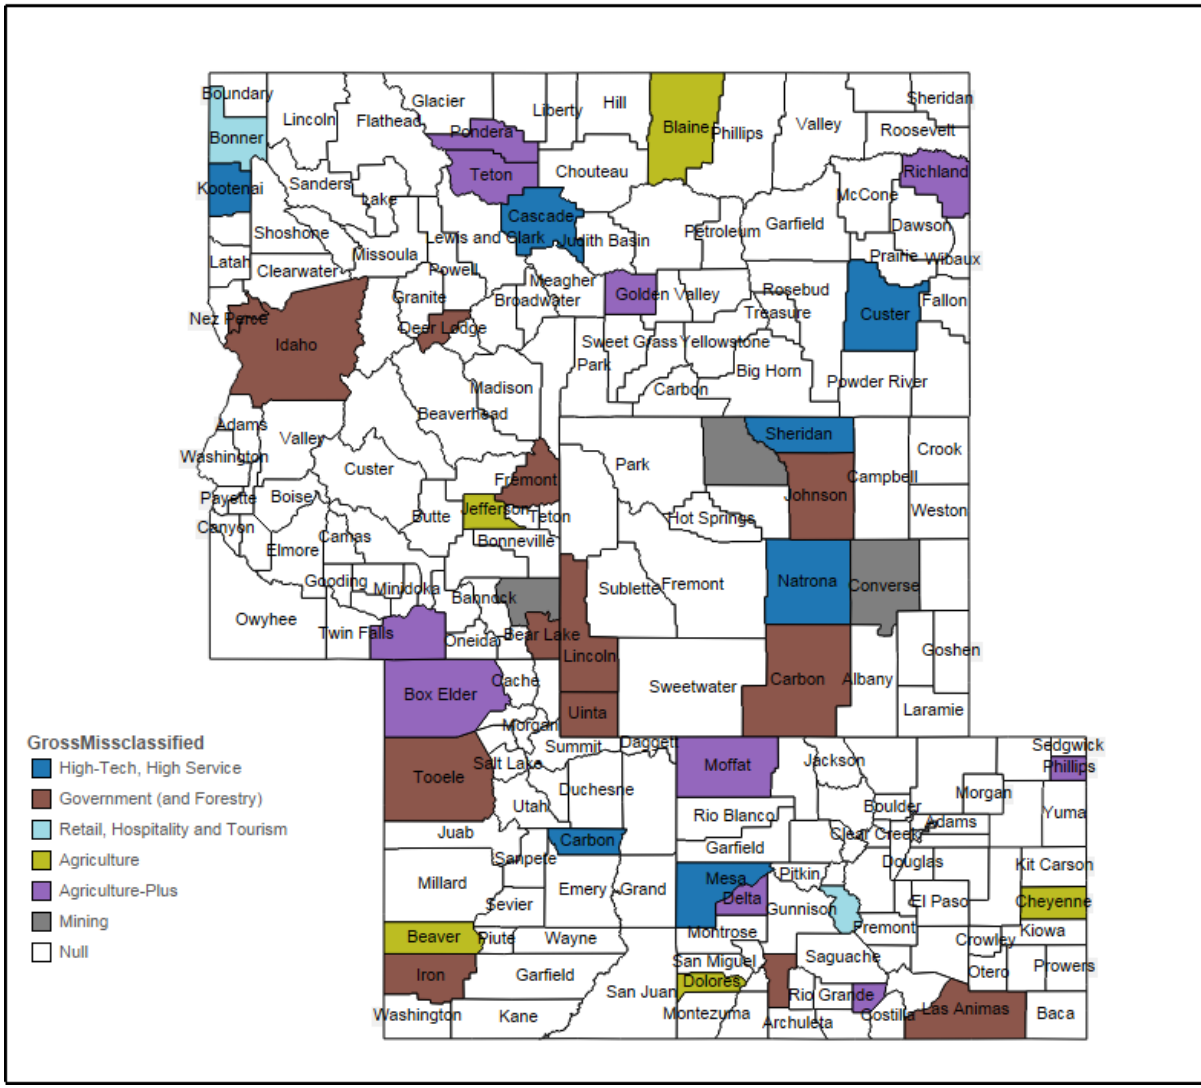 Boundary
Glacier
Liberty
Hill
Sheridan
Lincoln
Flathead
Blaine
Phillips
Valley
Roosevelt
Bonner
Pondera
Kootenai
Sanders
Teton
Chouteau
Richland
Lake
McCone
Cascade
Shoshone
Lewis and Clark
Judith Basin
Petroleum
Garfield
Dawson
Latah
Clearwater
Missoula
Powell
Prairie
Wibaux
Meagher
Granite
Broadwater
Golden Valley
Rosebud
Fallon
Nez Perce
Deer Lodge
Treasure
Custer
Idaho
Sweet Grass
Yellowstone
Park
Big Horn
Madison
Carbon
Powder River
Beaverhead
Adams
Valley
Sheridan
Washington
Custer
Park
Crook
Fremont
Campbell
Payette
Boise
Johnson
Jefferson
Teton
Butte
Hot Springs
Weston
Canyon
Camas
Bonneville
Elmore
Gooding
Minidoka
Bannock
Sublette
Fremont
Natrona
Converse
Owyhee
Twin Falls
Oneida
Bear Lake
Lincoln
Goshen
Cache
Sweetwater
Carbon
Albany
Box Elder
Uinta
Laramie
Morgan
Summit
Daggett
Sedgwick
GrossMissclassified
High-Tech, High Service
Government (and Forestry)
Retail, Hospitality and Tourism
Agriculture
Agriculture-Plus
Mining
Null
Salt Lake
Moffat
Jackson
Phillips
Tooele
Duchesne
Morgan
Utah
Rio Blanco
Boulder
Yuma
Juab
Carbon
Clear Creek
Adams
Garfield
Sanpete
Douglas
Kit Carson
Millard
Emery
Grand
Mesa
Pitkin
Sevier
Delta
Gunnison
El Paso
Cheyenne
Beaver
Piute
Wayne
Montrose
Fremont
Crowley
Kiowa
Iron
Garfield
San Miguel
Saguache
Otero
Prowers
San Juan
Dolores
Rio Grande
Washington
Kane
Montezuma
Archuleta
Costilla
Las Animas
Baca